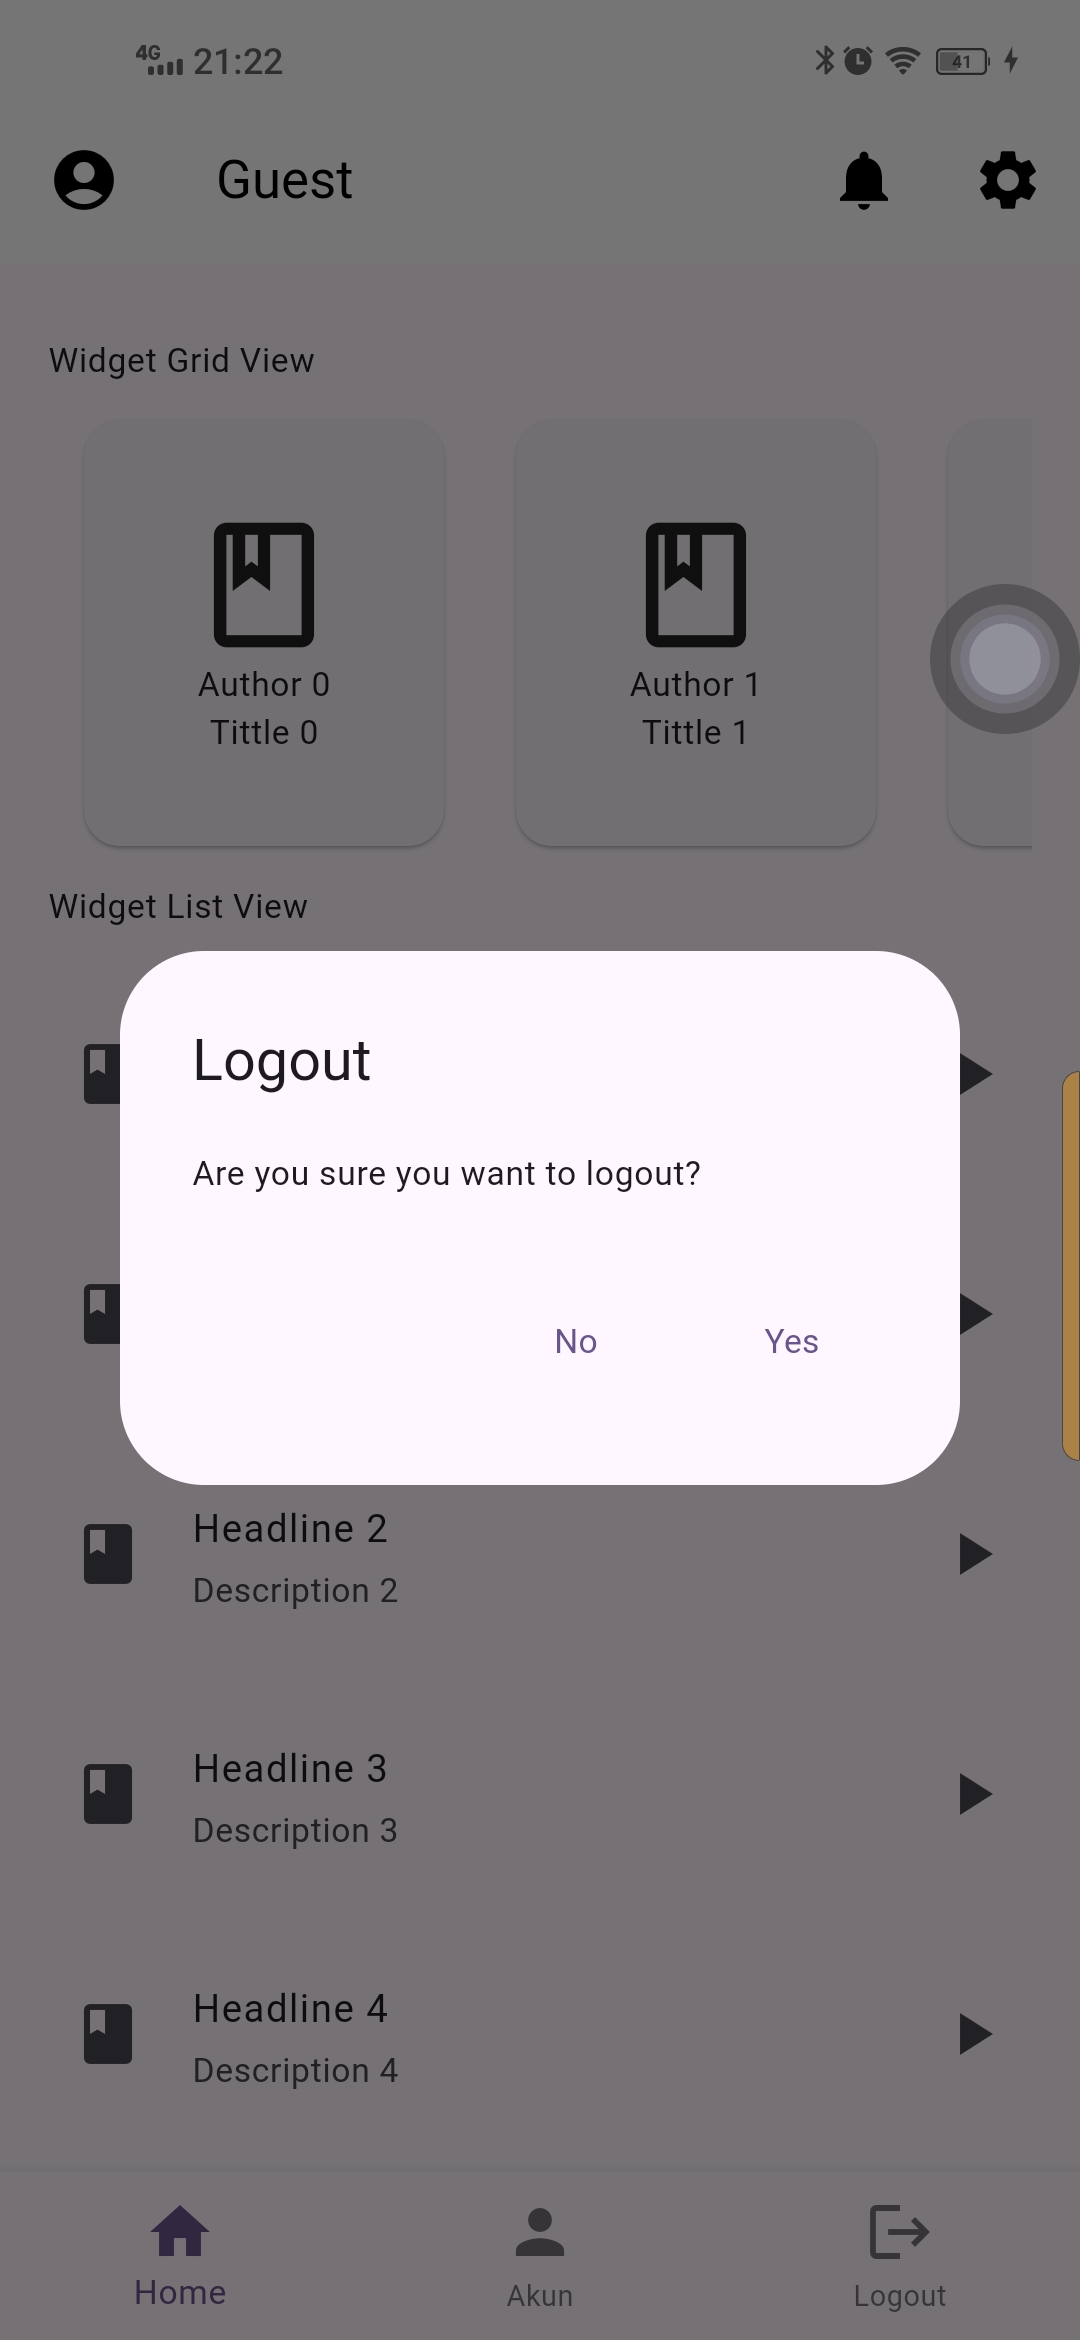 4G 21:22 41
Guest
Widget Grid View
Author 0
Tittle 0
Author 1
Tittle 1
Widget List View
Logout
Are you sure you want to logout?
No Yes
Headline 2
Description 2
Headline 3
Description 3
Headline 4
Description 4
Home Akun Logout